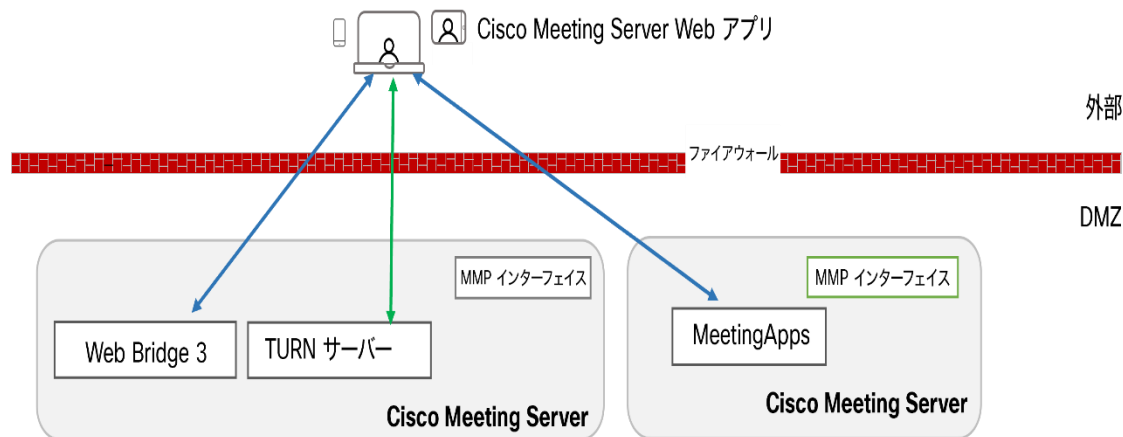 Cisco Meeting Server Web アプリ
外部
ファイアウォール
DMZ
MMP インターフェイス
MMP インターフェイス
Web Bridge 3
TURN サーバー
MeetingApps
Cisco Meeting Server
Cisco Meeting Server